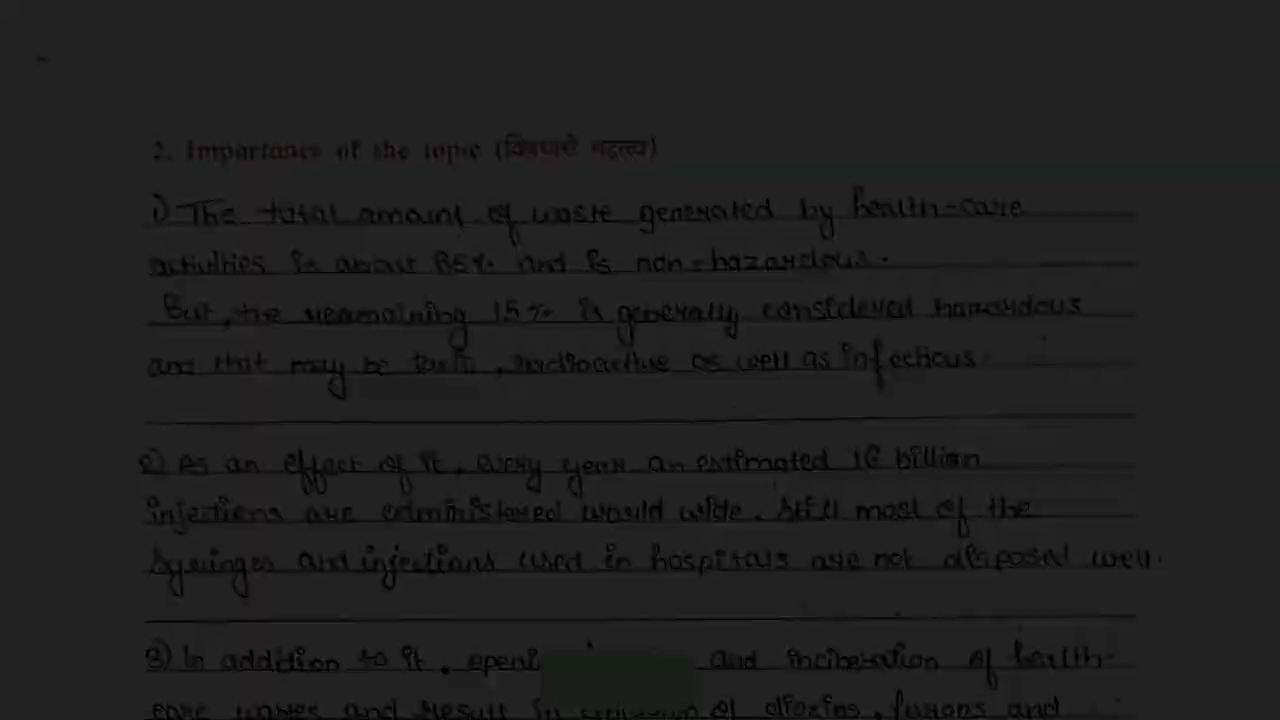 2. Importance of the topic (विषयाचे महत्त्व)
1) The total amount of waste generated by health-care
activities is about 85% and is non-hazardous.
But, the reamaining 15% is generally considered hazardous
and that may be toxic, radioactive as well as infectious
2) As an effect of it, every year an estimated 16 billion
injections are administered world wide. Still most of the
Syringes and injections used in hospitals are not disposed well.
3) In addition to it, open and incineration of health-
care wastes and result in emission of dioxins, furons and